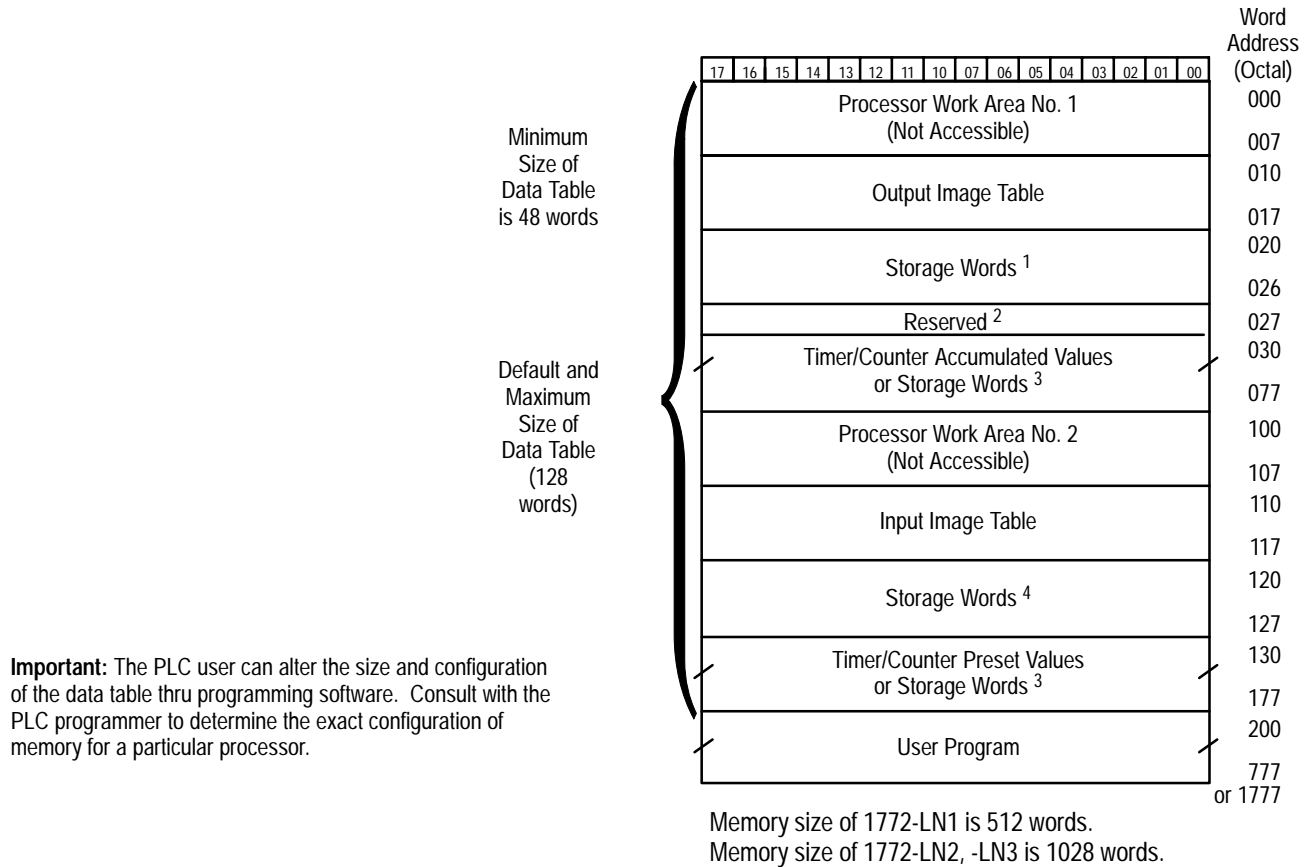 Word
Address
(Octal)
17 16 15 14 13 12 11 10 07 06 05 04 03 02 01 00
Processor Work Area No. 1
(Not Accessible)
000
007
Minimum
Size of
Data Table
is 48 words
Output Image Table
010
017
Storage Words 1
020
026
Reserved 2
027
Default and
Maximum
Size of
Data Table
(128
words)
Timer/Counter Accumulated Values
or Storage Words 3
030
077
Processor Work Area No. 2
(Not Accessible)
100
107
Input Image Table
110
117
Storage Words 4
120
127
Timer/Counter Preset Values
or Storage Words 3
130
177
User Program
200
777
or 1777
Important: The PLC user can alter the size and configuration
of the data table thru programming software. Consult with the
PLC programmer to determine the exact configuration of
memory for a particular processor.
Memory size of 1772-LN1 is 512 words.
Memory size of 1772-LN2, -LN3 is 1028 words.